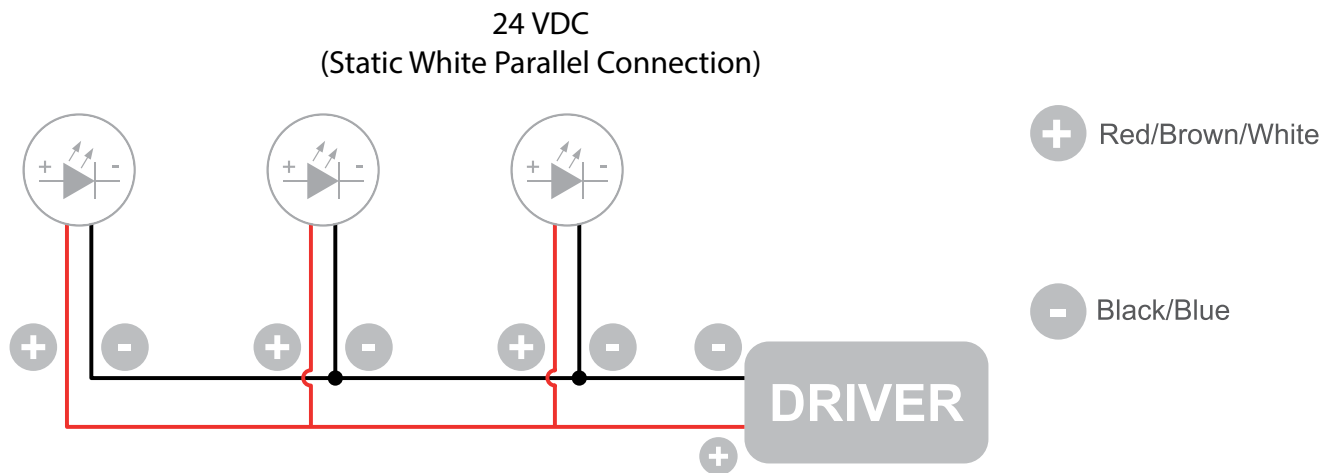 24 VDC
(Static White Parallel Connection)
+ - + - + -
+ Red/Brown/White
- Black/Blue
+ - + - + - -
DRIVER
+